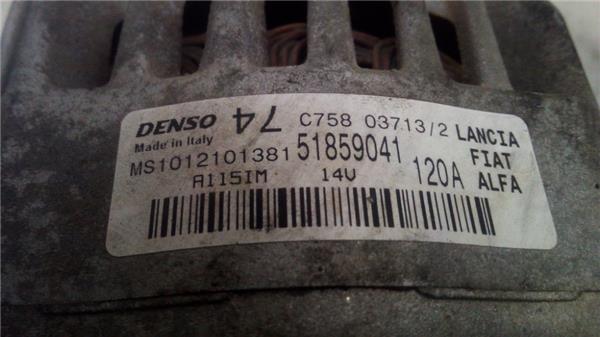 DENSO 74 C758 03713/2 LANCIA
Made in Italy 51859041 FIAT
MS1012101381 120A ALFA
A115IM 14V